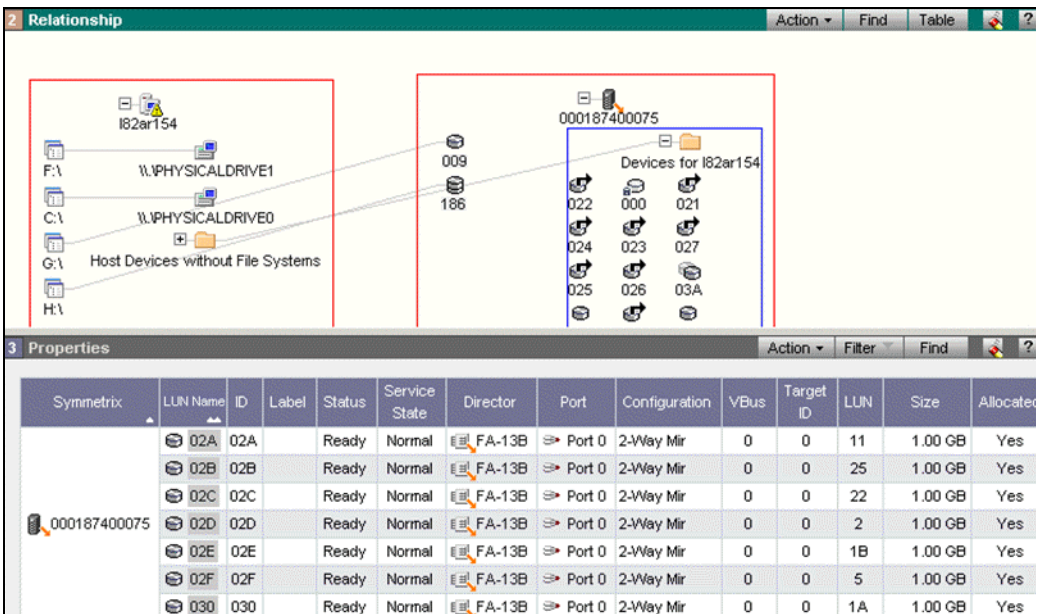 2 Relationship Action Find Table ?
l82ar154
000187400075
F:\ \\.\PHYSICALDRIVE1
009
Devices for l82ar154
C:\ \\.\PHYSICALDRIVE0
186
022 000 021
G:\ Host Devices without File Systems
024 023 027
H:\
025 026 03A
3 Properties Action Filter Find ?
Symmetrix LUN Name ID Label Status Service State Director Port Configuration VBus Target ID LUN Size Allocated
02A 02A Ready Normal FA-13B Port 0 2-Way Mir 0 0 11 1.00 GB Yes
02B 02B Ready Normal FA-13B Port 0 2-Way Mir 0 0 25 1.00 GB Yes
02C 02C Ready Normal FA-13B Port 0 2-Way Mir 0 0 22 1.00 GB Yes
000187400075 02D 02D Ready Normal FA-13B Port 0 2-Way Mir 0 0 2 1.00 GB Yes
02E 02E Ready Normal FA-13B Port 0 2-Way Mir 0 0 1B 1.00 GB Yes
02F 02F Ready Normal FA-13B Port 0 2-Way Mir 0 0 5 1.00 GB Yes
030 030 Ready Normal FA-13B Port 0 2-Way Mir 0 0 1A 1.00 GB Yes